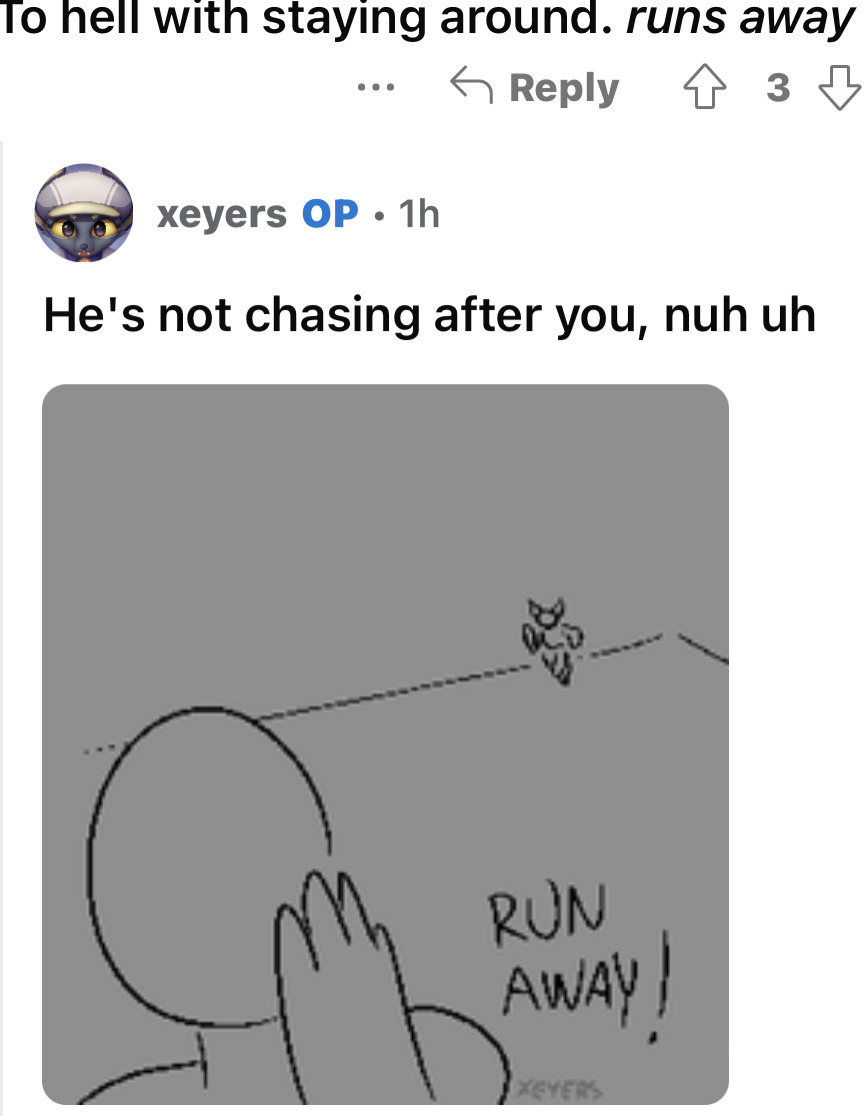 To hell with staying around. runs away
... Reply 3
xeyers OP • 1h
He's not chasing after you, nuh uh
RUN
AWAY!
XEYERS